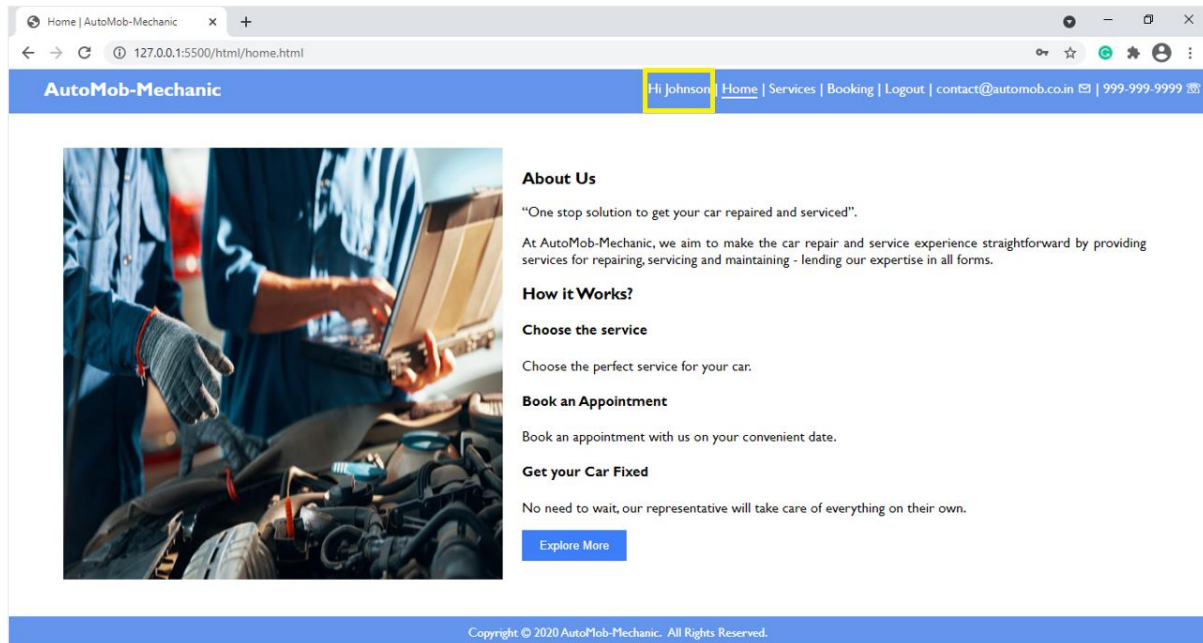 Home | AutoMob-Mechanic
127.0.0.1:5500/html/home.html
AutoMob-Mechanic
Hi Johnson | Home | Services | Booking | Logout | contact@automob.co.in ✉ | 999-999-9999 ☏
About Us
“One stop solution to get your car repaired and serviced”.
At AutoMob-Mechanic, we aim to make the car repair and service experience straightforward by providing
services for repairing, servicing and maintaining - lending our expertise in all forms.
How it Works?
Choose the service
Choose the perfect service for your car.
Book an Appointment
Book an appointment with us on your convenient date.
Get your Car Fixed
No need to wait, our representative will take care of everything on their own.
Explore More
Copyright © 2020 AutoMob-Mechanic. All Rights Reserved.